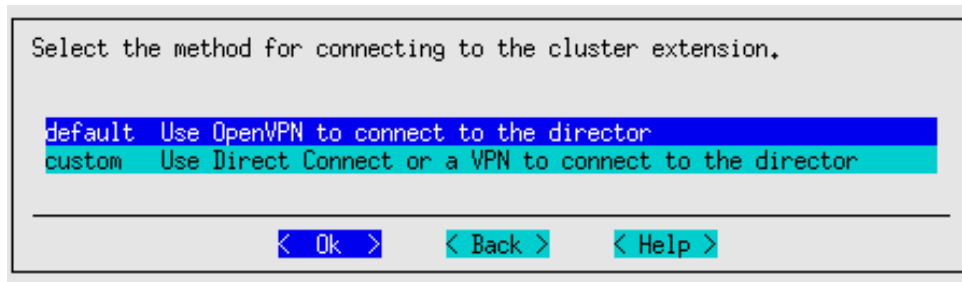 Select the method for connecting to the cluster extension.
default Use OpenVPN to connect to the director
custom Use Direct Connect or a VPN to connect to the director
< Ok > < Back > < Help >